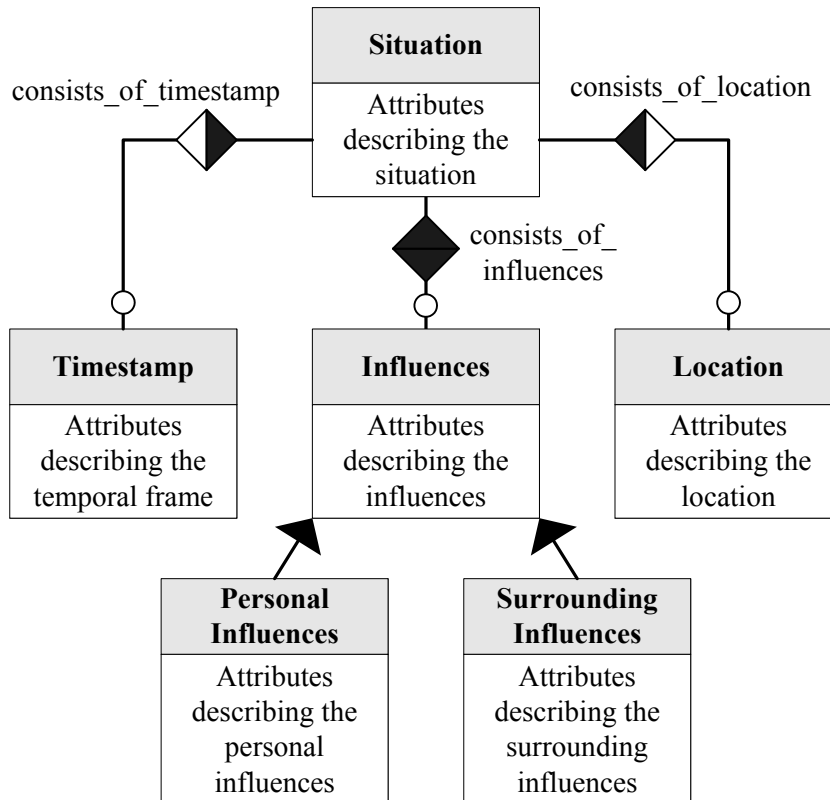 Situation
Attributes
describing the
situation
consists_of_timestamp
consists_of_location
consists_of_
influences
Timestamp
Attributes
describing the
temporal frame
Influences
Attributes
describing the
influences
Location
Attributes
describing the
location
Personal
Influences
Attributes
describing the
personal
influences
Surrounding
Influences
Attributes
describing the
surrounding
influences